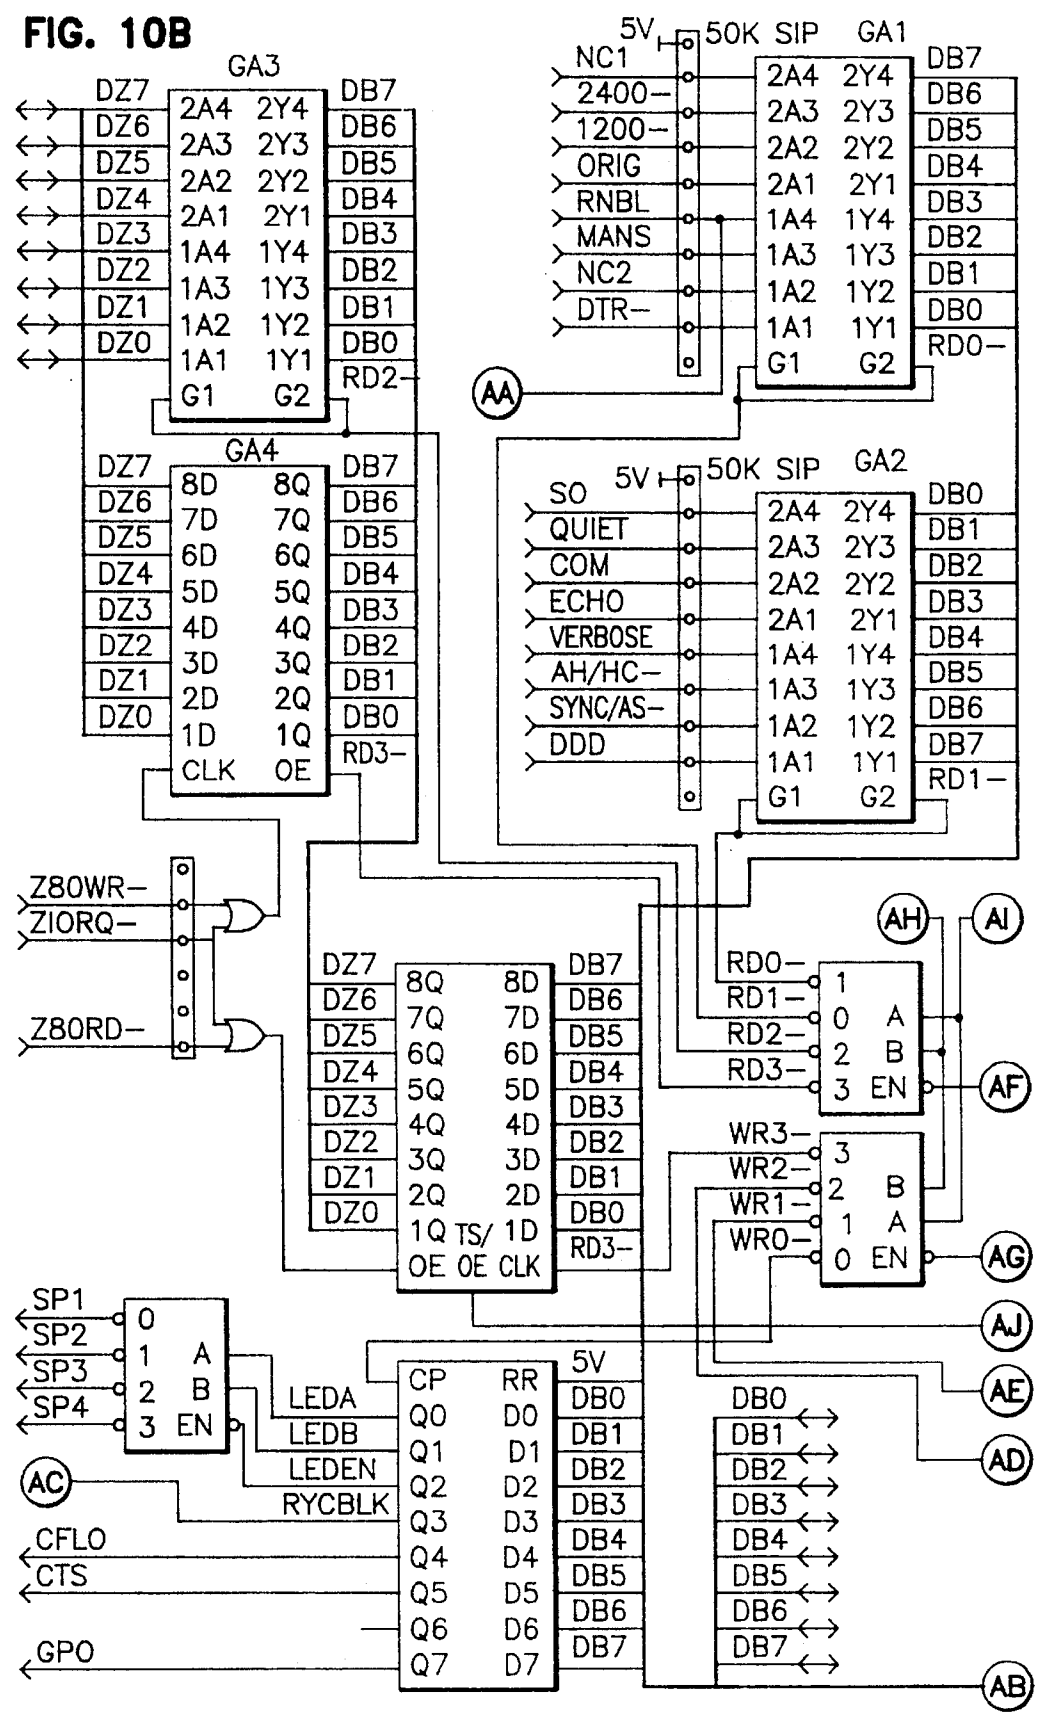 FIG. 10B
GA3
DZ7 2A4 2Y4 DB7
DZ6 2A3 2Y3 DB6
DZ5 2A2 2Y2 DB5
DZ4 2A1 2Y1 DB4
DZ3 1A4 1Y4 DB3
DZ2 1A3 1Y3 DB2
DZ1 1A2 1Y2 DB1
DZ0 1A1 1Y1 DB0
G1 G2 RD2-
5V 50K SIP GA1
NC1 2A4 2Y4 DB7
2400- 2A3 2Y3 DB6
1200- 2A2 2Y2 DB5
ORIG 2A1 2Y1 DB4
RNBL 1A4 1Y4 DB3
MANS 1A3 1Y3 DB2
NC2 1A2 1Y2 DB1
DTR- 1A1 1Y1 DB0
G1 G2 RD0-
AA
GA4
DZ7 8D 8Q DB7
DZ6 7D 7Q DB6
DZ5 6D 6Q DB5
DZ4 5D 5Q DB4
DZ3 4D 4Q DB3
DZ2 3D 3Q DB2
DZ1 2D 2Q DB1
DZ0 1D 1Q DB0
CLK OE RD3-
5V 50K SIP GA2
SO 2A4 2Y4 DB0
QUIET 2A3 2Y3 DB1
COM 2A2 2Y2 DB2
ECHO 2A1 2Y1 DB3
VERBOSE 1A4 1Y4 DB4
AH/HC- 1A3 1Y3 DB5
SYNC/AS- 1A2 1Y2 DB6
DDD 1A1 1Y1 DB7
G1 G2 RD1-
Z80WR-
ZIORQ-
Z80RD-
AH AI
DZ7 8Q 8D DB7
DZ6 7Q 7D DB6
DZ5 6Q 6D DB5
DZ4 5Q 5D DB4
DZ3 4Q 4D DB3
DZ2 3Q 3D DB2
DZ1 2Q 2D DB1
DZ0 1Q TS/ 1D DB0
OE OE CLK RD3-
RD0- 1
RD1- 0 A
RD2- 2 B
RD3- 3 EN AF
WR3- 3
WR2- 2 B
WR1- 1 A
WR0- 0 EN AG
AJ
AE
AD
SP1 0
SP2 1 A
SP3 2 B
SP4 3 EN
LEDA
LEDB
LEDEN
RYCBLK
AC
CFLO
CTS
GPO
CP RR 5V
Q0 D0 DB0
Q1 D1 DB1
Q2 D2 DB2
Q3 D3 DB3
Q4 D4 DB4
Q5 D5 DB5
Q6 D6 DB6
Q7 D7 DB7
DB0
DB1
DB2
DB3
DB4
DB5
DB6
DB7
AB